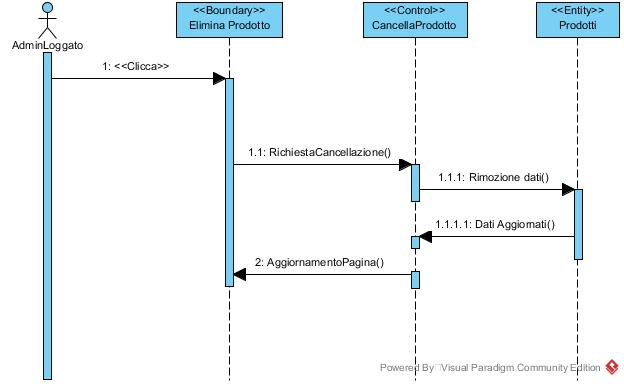 <<Boundary>>
Elimina Prodotto
<<Control>>
CancellaProdotto
<<Entity>>
Prodotti
AdminLoggato
1: <<Clicca>>
1.1: RichiestaCancellazione()
1.1.1: Rimozione dati()
1.1.1.1: Dati Aggiornati()
2: AggiornamentoPagina()
Powered By Visual Paradigm Community Edition